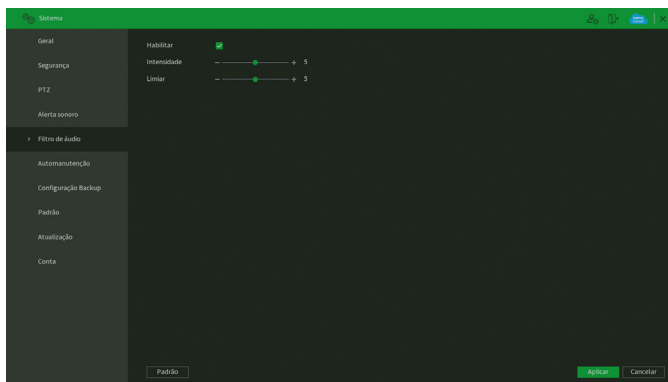 Sistema
Geral
Segurança
PTZ
Alerta sonoro
> Filtro de áudio
Automanutenção
Configuração Backup
Padrão
Atualização
Conta
Habilitar
Intensidade - + 5
Limiar - + 5
Padrão
Aplicar Cancelar